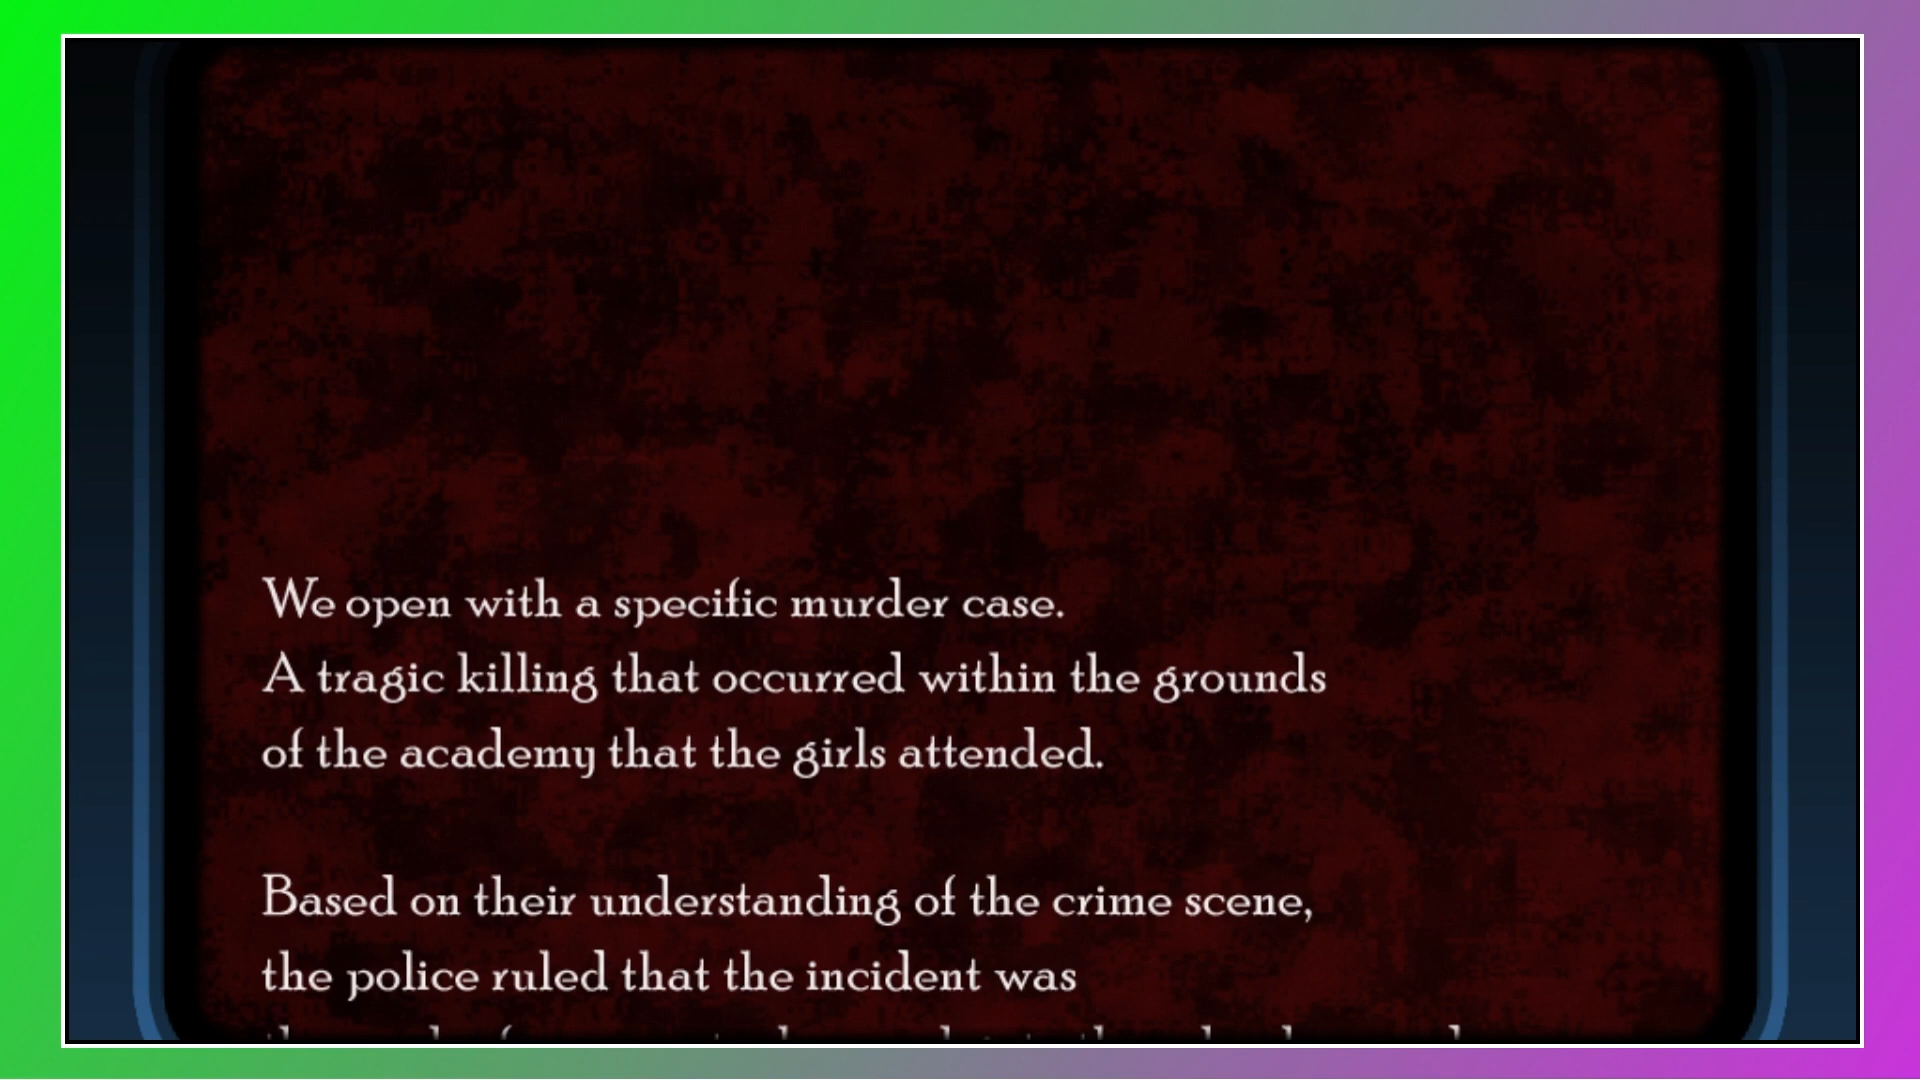 We open with a specific murder case.
A tragic killing that occurred within the grounds
of the academy that the girls attended.
Based on their understanding of the crime scene,
the police ruled that the incident was